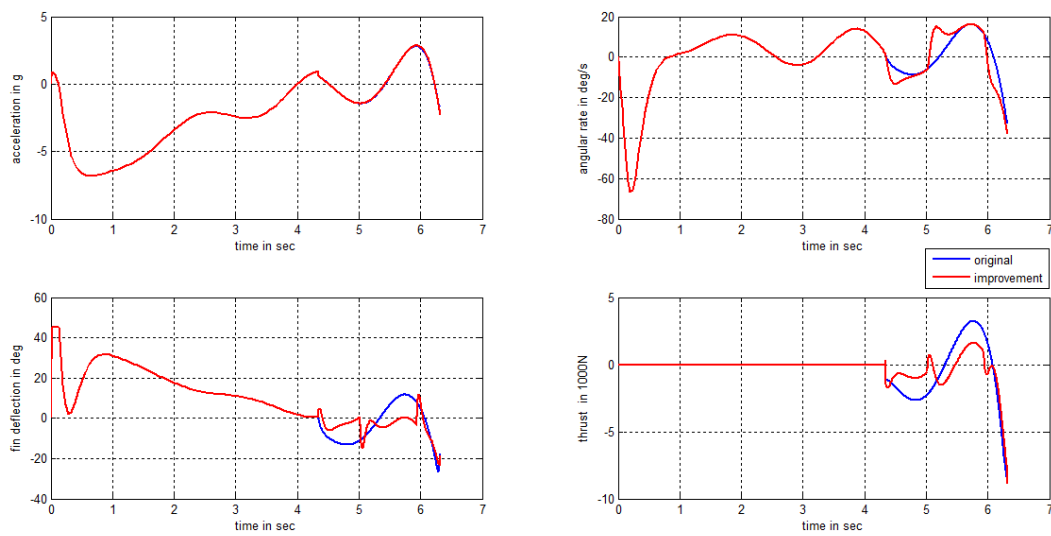 5
0
-5
-10
acceleration in g
0 1 2 3 4 5 6 7
time in sec
20
0
-20
-40
-60
-80
angular rate in deg/s
0 1 2 3 4 5 6 7
time in sec
original
improvement
60
40
20
0
-20
-40
fin deflection in deg
0 1 2 3 4 5 6 7
time in sec
5
0
-5
-10
thrust in 1000N
0 1 2 3 4 5 6 7
time in sec